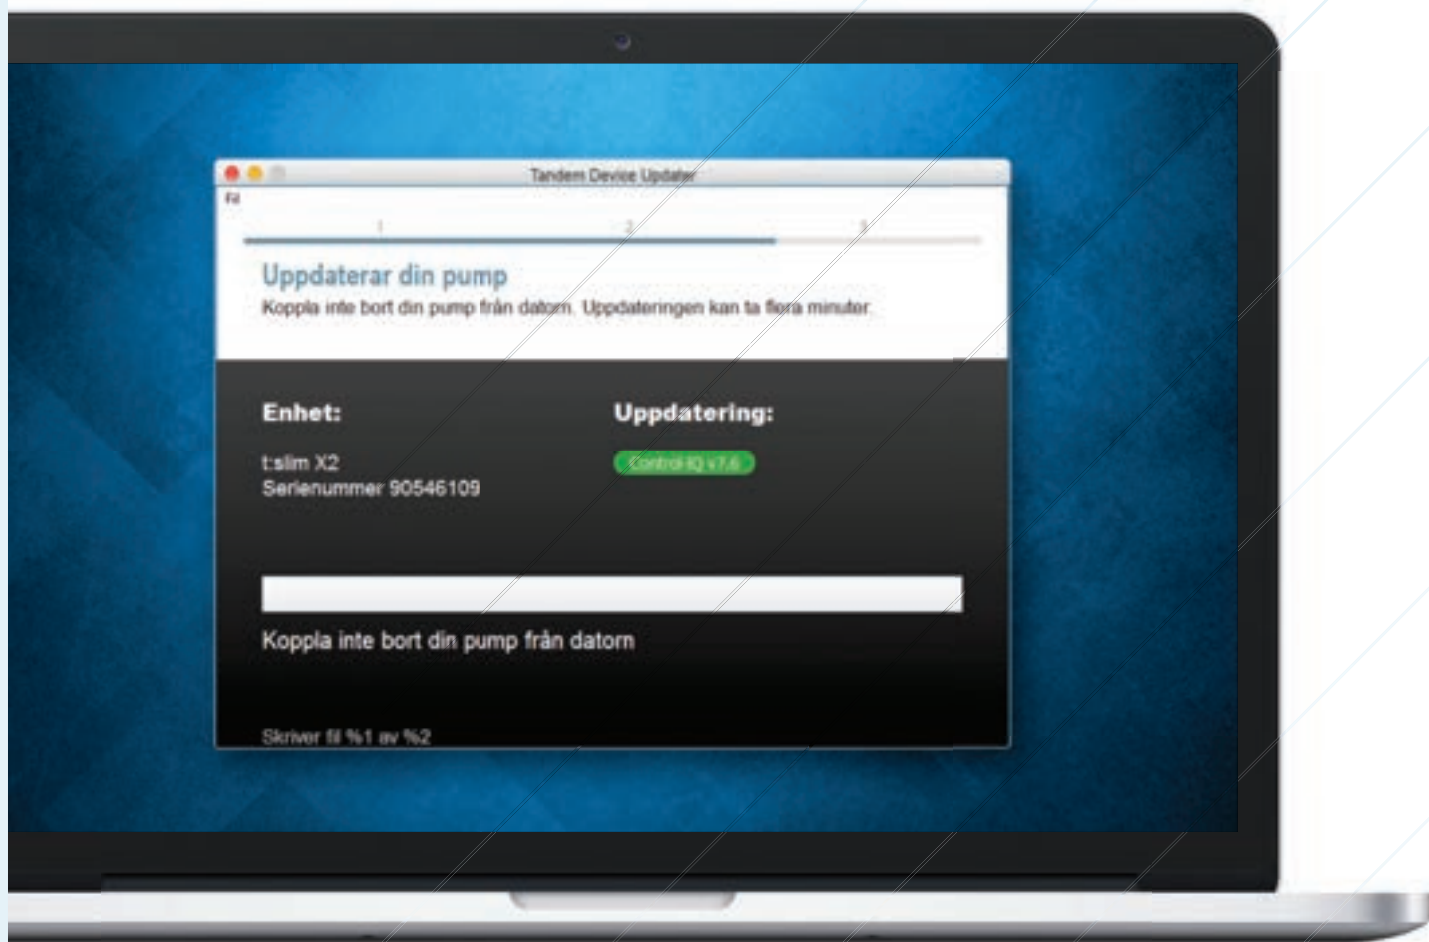 Tandem Device Updater
Fil
1
2
3
Uppdaterar din pump
Koppla inte bort din pump från datorn. Uppdateringen kan ta flera minuter.
Enhet:
Uppdatering:
t:slim X2
Control-IQ v7.6
Serienummer 90546109
Koppla inte bort din pump från datorn
Skriver fil %1 av %2